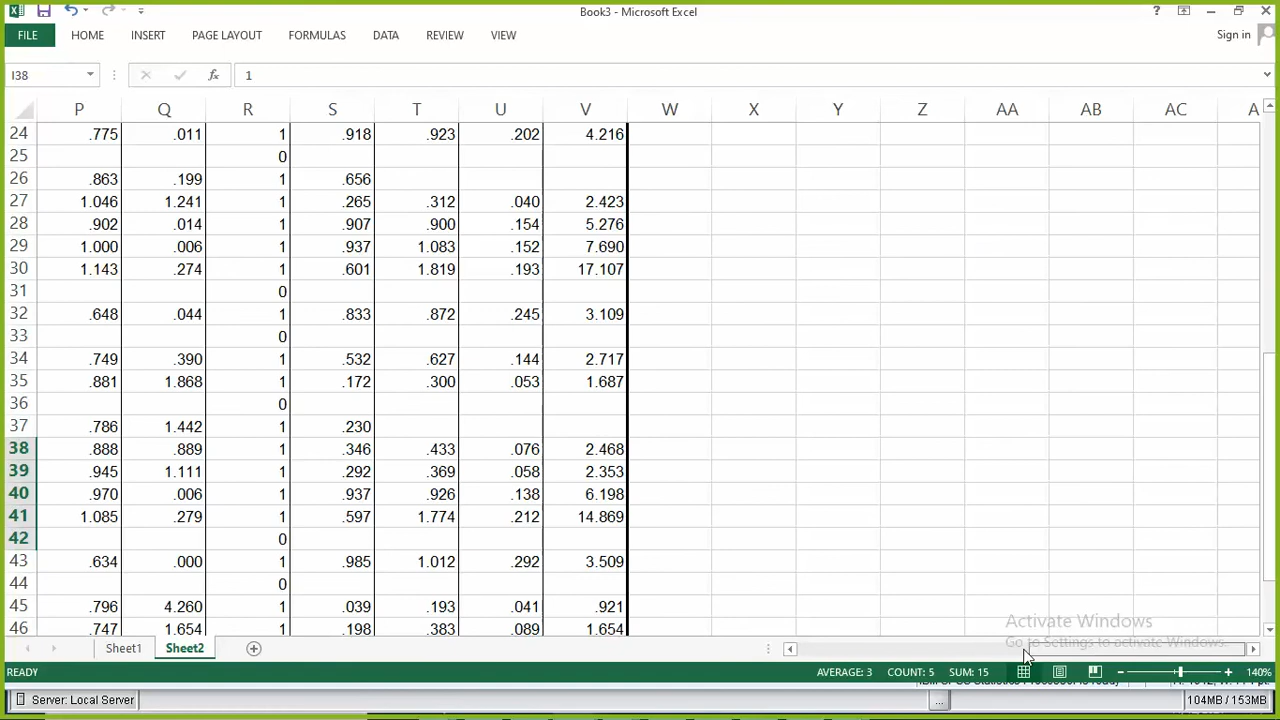 Book3 - Microsoft Excel
?
FILE HOME INSERT PAGE LAYOUT FORMULAS DATA REVIEW VIEW Sign in
I38 fx 1
P Q R S T U V W X Y Z AA AB AC A
24 .775 .011 1 .918 .923 .202 4.216
25 0
26 .863 .199 1 .656
27 1.046 1.241 1 .265 .312 .040 2.423
28 .902 .014 1 .907 .900 .154 5.276
29 1.000 .006 1 .937 1.083 .152 7.690
30 1.143 .274 1 .601 1.819 .193 17.107
31 0
32 .648 .044 1 .833 .872 .245 3.109
33 0
34 .749 .390 1 .532 .627 .144 2.717
35 .881 1.868 1 .172 .300 .053 1.687
36 0
37 .786 1.442 1 .230
38 .888 .889 1 .346 .433 .076 2.468
39 .945 1.111 1 .292 .369 .058 2.353
40 .970 .006 1 .937 .926 .138 6.198
41 1.085 .279 1 .597 1.774 .212 14.869
42 0
43 .634 .000 1 .985 1.012 .292 3.509
44 0
45 .796 4.260 1 .039 .193 .041 .921
46 .747 1.654 1 .198 .383 .089 1.654
Activate Windows
Go to Settings to activate Windows.
Sheet1 Sheet2
READY AVERAGE: 3 COUNT: 5 SUM: 15 140%
Server: Local Server ... 104MB / 153MB